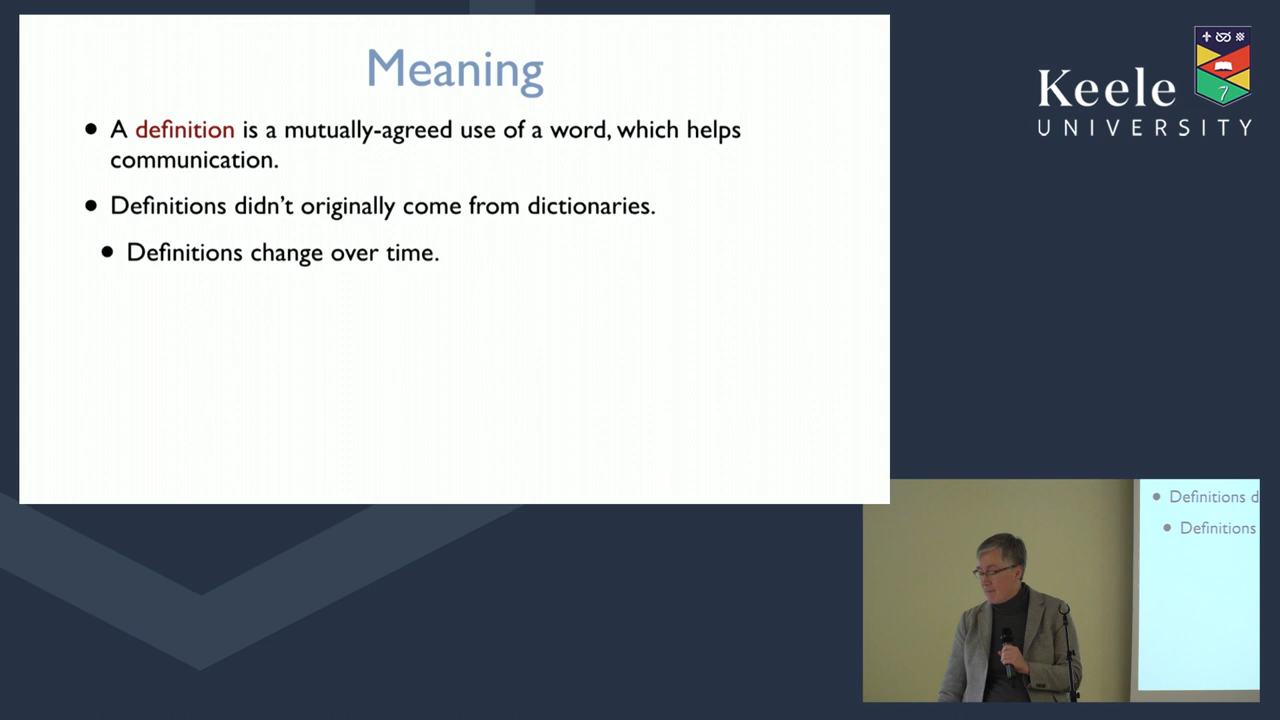 Meaning
• A definition is a mutually-agreed use of a word, which helps
communication.
• Definitions didn’t originally come from dictionaries.
• Definitions change over time.
Keele
UNIVERSITY
• Definitions d
• Definitions